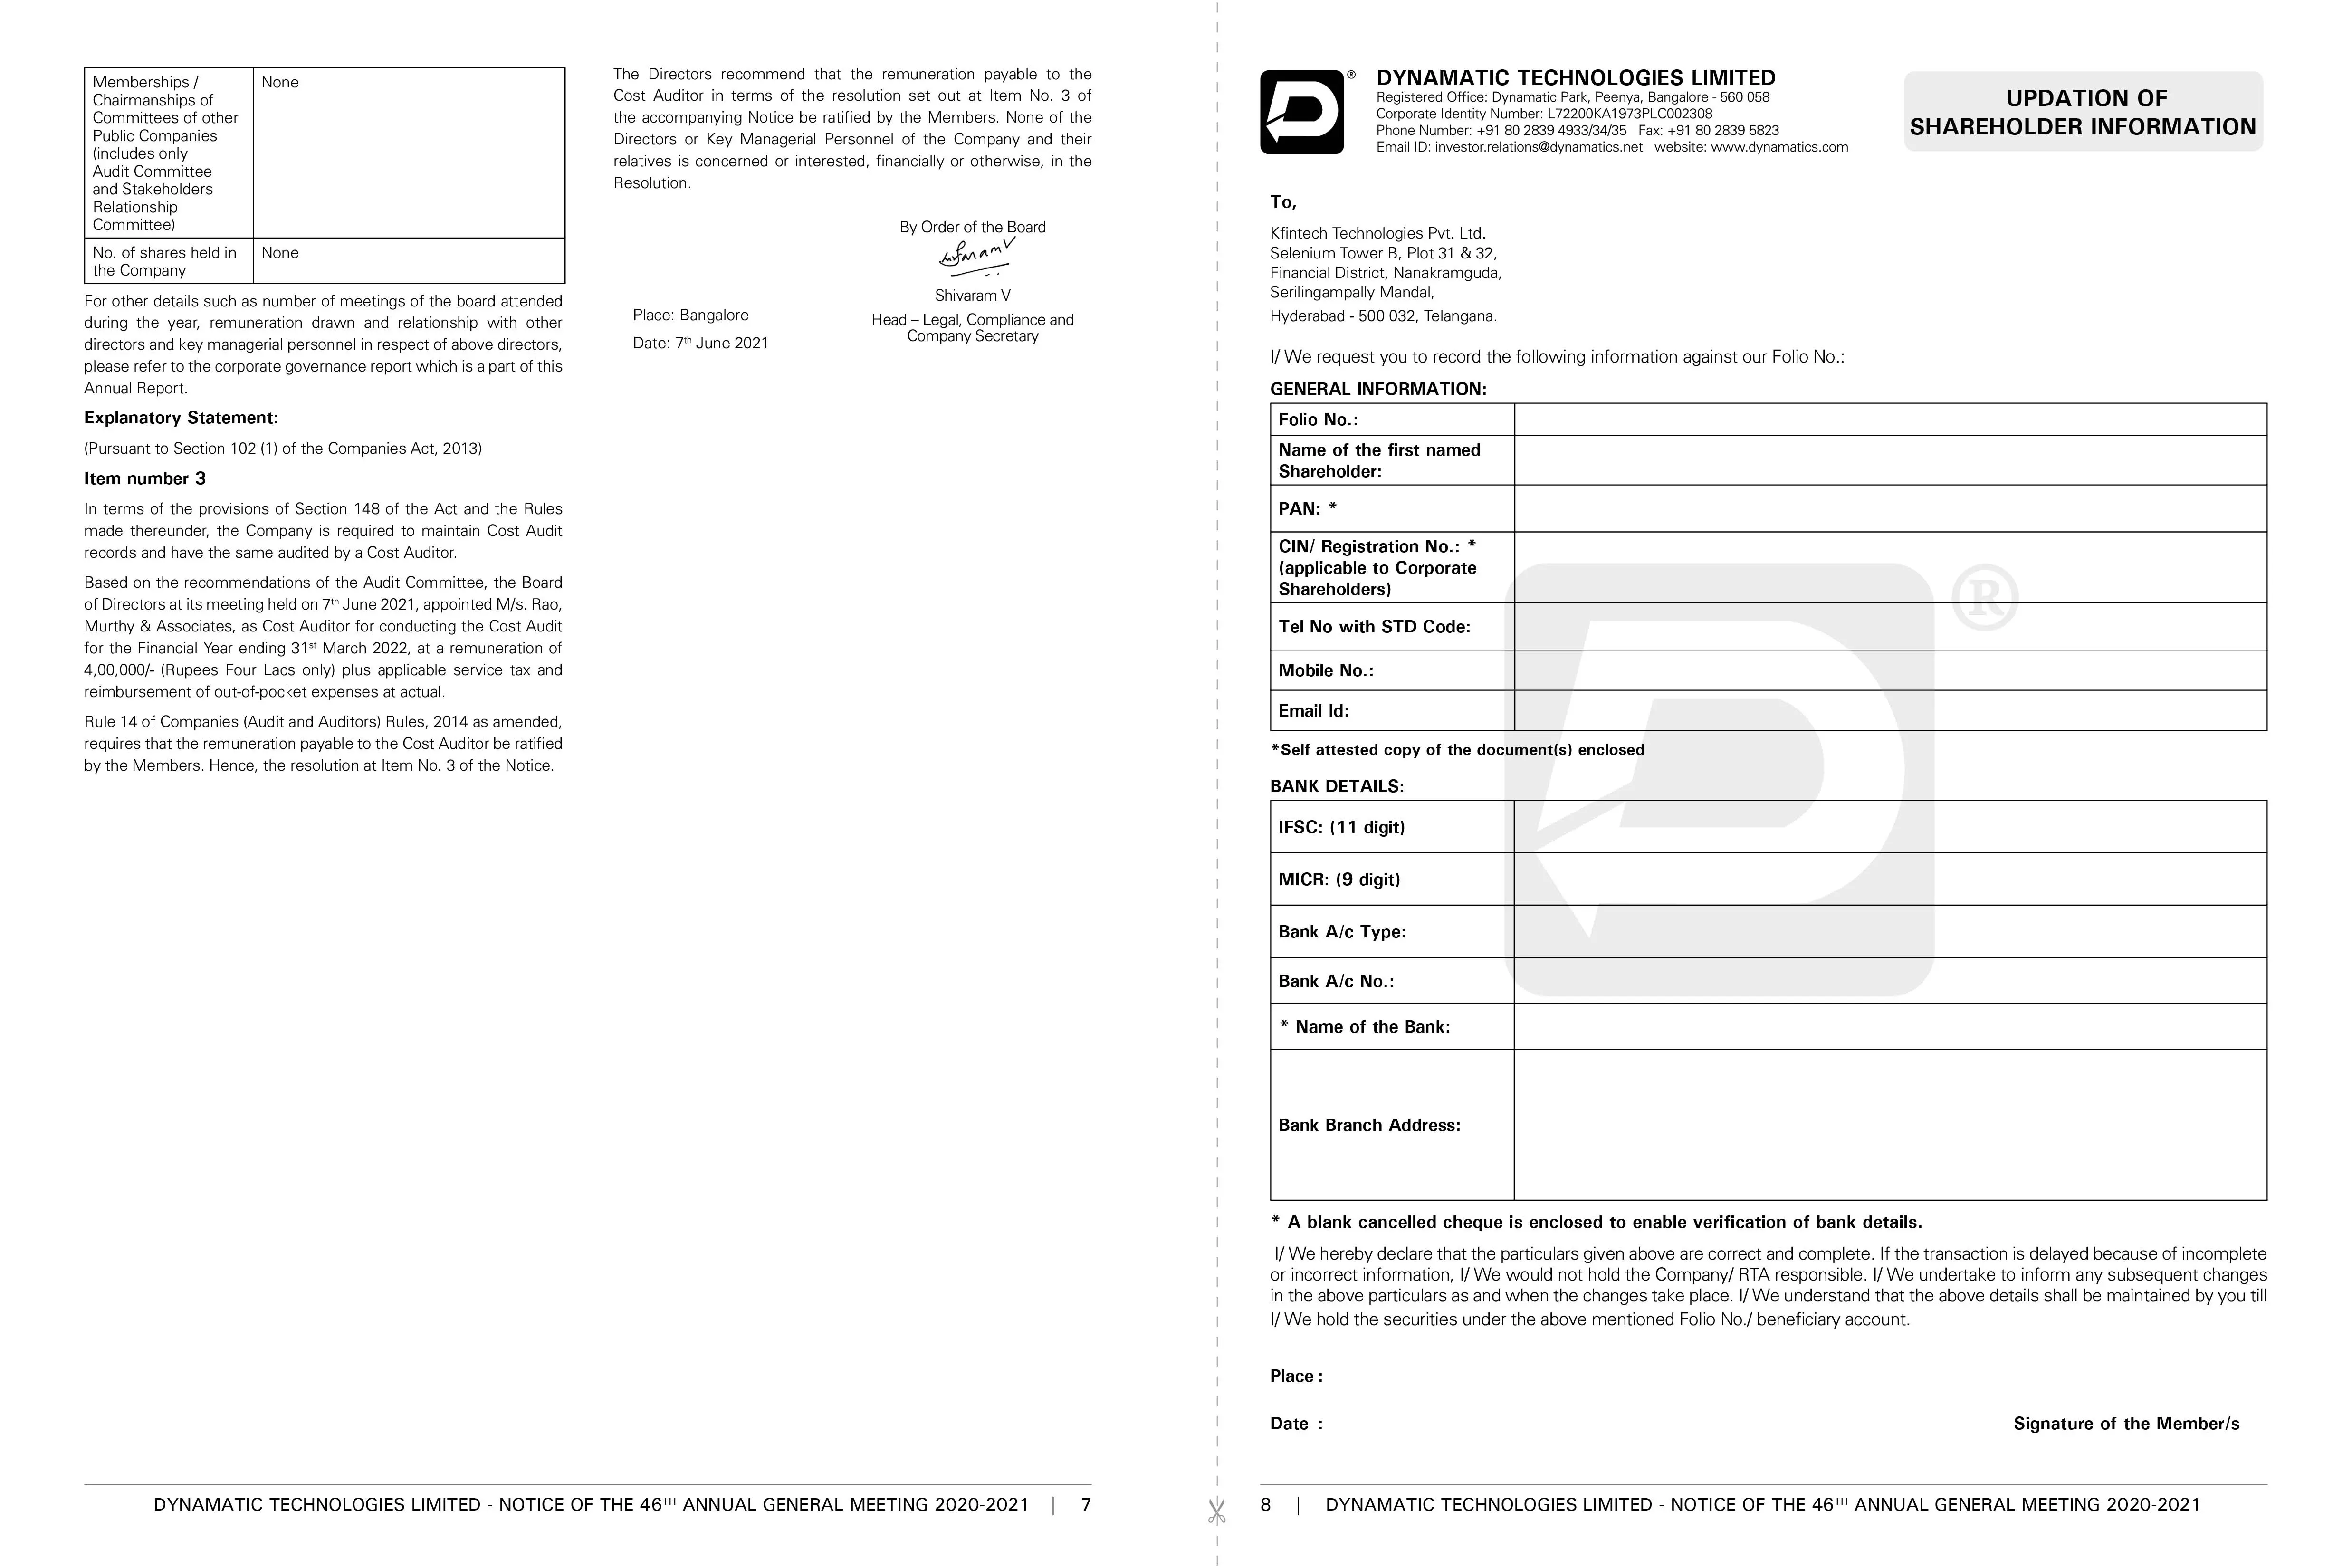 Memberships /
Chairmanships of
Committees of other
Public Companies
(includes only
Audit Committee
and Stakeholders
Relationship
Committee)
None
No. of shares held in
the Company
None
For other details such as number of meetings of the board attended
during the year, remuneration drawn and relationship with other
directors and key managerial personnel in respect of above directors,
please refer to the corporate governance report which is a part of this
Annual Report.
Explanatory Statement:
(Pursuant to Section 102 (1) of the Companies Act, 2013)
Item number 3
In terms of the provisions of Section 148 of the Act and the Rules
made thereunder, the Company is required to maintain Cost Audit
records and have the same audited by a Cost Auditor.
Based on the recommendations of the Audit Committee, the Board
of Directors at its meeting held on 7th June 2021, appointed M/s. Rao,
Murthy & Associates, as Cost Auditor for conducting the Cost Audit
for the Financial Year ending 31st March 2022, at a remuneration of
4,00,000/- (Rupees Four Lacs only) plus applicable service tax and
reimbursement of out-of-pocket expenses at actual.
Rule 14 of Companies (Audit and Auditors) Rules, 2014 as amended,
requires that the remuneration payable to the Cost Auditor be ratified
by the Members. Hence, the resolution at Item No. 3 of the Notice.
The Directors recommend that the remuneration payable to the
Cost Auditor in terms of the resolution set out at Item No. 3 of
the accompanying Notice be ratified by the Members. None of the
Directors or Key Managerial Personnel of the Company and their
relatives is concerned or interested, financially or otherwise, in the
Resolution.
By Order of the Board
Shivaram V
Head – Legal, Compliance and
Company Secretary
Place: Bangalore
Date: 7th June 2021
DYNAMATIC TECHNOLOGIES LIMITED - NOTICE OF THE 46TH ANNUAL GENERAL MEETING 2020-2021 | 7
®
DYNAMATIC TECHNOLOGIES LIMITED
Registered Office: Dynamatic Park, Peenya, Bangalore - 560 058
Corporate Identity Number: L72200KA1973PLC002308
Phone Number: +91 80 2839 4933/34/35 Fax: +91 80 2839 5823
Email ID: investor.relations@dynamatics.net website: www.dynamatics.com
UPDATION OF
SHAREHOLDER INFORMATION
To,
Kfintech Technologies Pvt. Ltd.
Selenium Tower B, Plot 31 & 32,
Financial District, Nanakramguda,
Serilingampally Mandal,
Hyderabad - 500 032, Telangana.
I/ We request you to record the following information against our Folio No.:
GENERAL INFORMATION:
Folio No.:
Name of the first named
Shareholder:
PAN: *
CIN/ Registration No.: *
(applicable to Corporate
Shareholders)
Tel No with STD Code:
Mobile No.:
Email Id:
®
*Self attested copy of the document(s) enclosed
BANK DETAILS:
IFSC: (11 digit)
MICR: (9 digit)
Bank A/c Type:
Bank A/c No.:
* Name of the Bank:
Bank Branch Address:
* A blank cancelled cheque is enclosed to enable verification of bank details.
I/ We hereby declare that the particulars given above are correct and complete. If the transaction is delayed because of incomplete
or incorrect information, I/ We would not hold the Company/ RTA responsible. I/ We undertake to inform any subsequent changes
in the above particulars as and when the changes take place. I/ We understand that the above details shall be maintained by you till
I/ We hold the securities under the above mentioned Folio No./ beneficiary account.
Place :
Date :
Signature of the Member/s
8 | DYNAMATIC TECHNOLOGIES LIMITED - NOTICE OF THE 46TH ANNUAL GENERAL MEETING 2020-2021